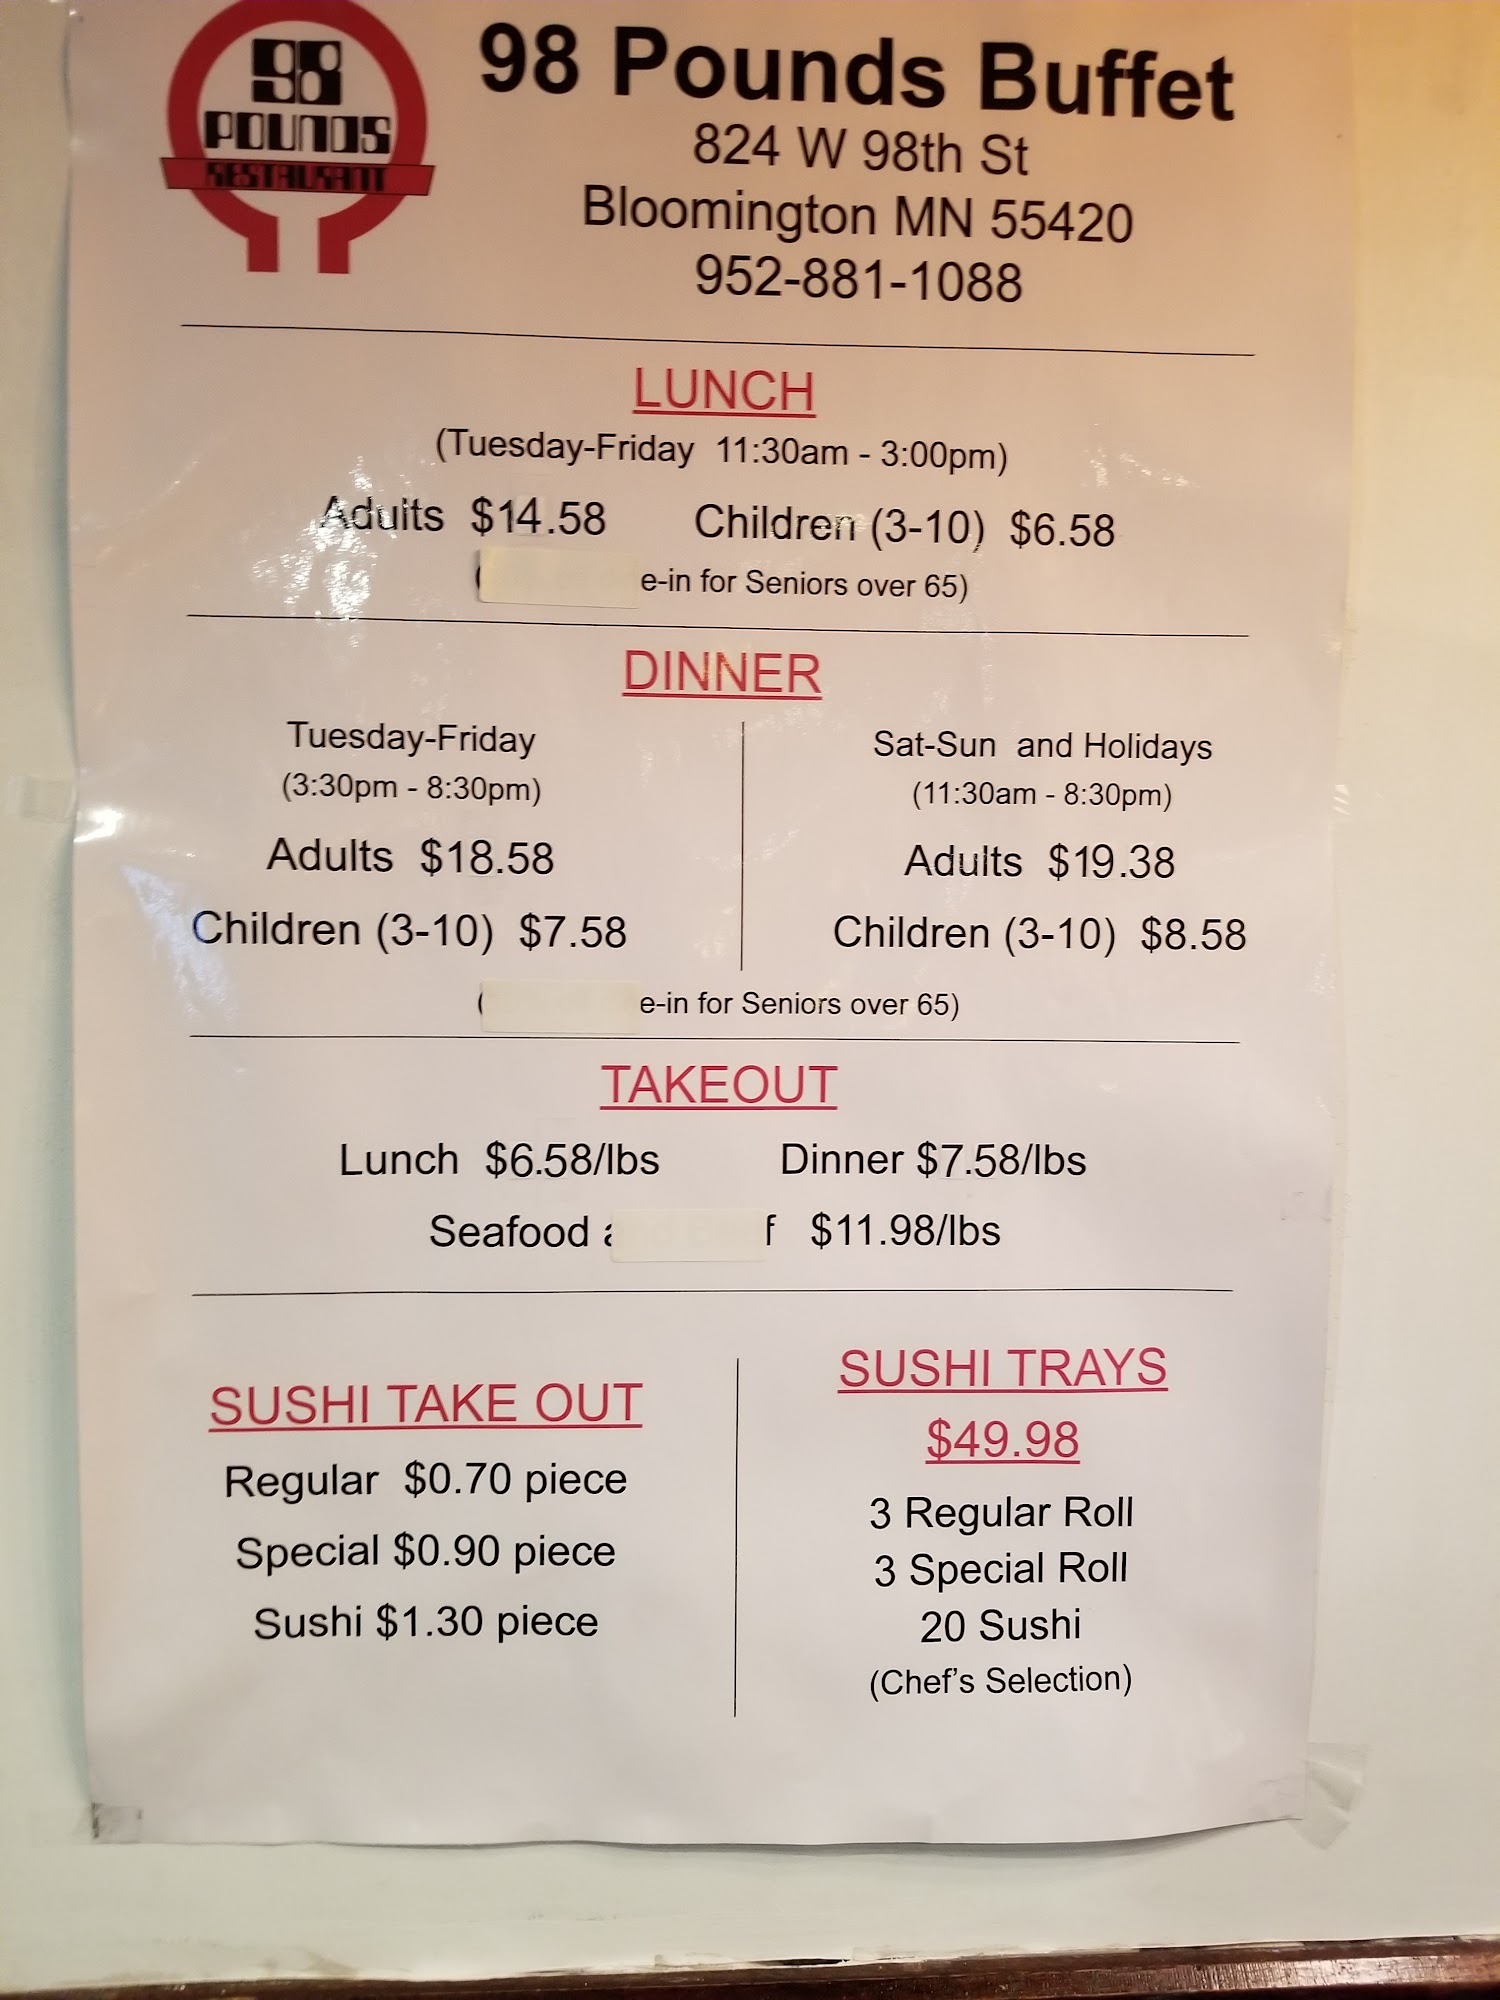 98
POUNDS
RESTAURANT
98 Pounds Buffet
824 W 98th St
Bloomington MN 55420
952-881-1088
LUNCH
(Tuesday-Friday 11:30am - 3:00pm)
Adults $14.58 Children (3-10) $6.58
( e-in for Seniors over 65)
DINNER
Tuesday-Friday
(3:30pm - 8:30pm)
Adults $18.58
Children (3-10) $7.58
Sat-Sun and Holidays
(11:30am - 8:30pm)
Adults $19.38
Children (3-10) $8.58
( e-in for Seniors over 65)
TAKEOUT
Lunch $6.58/lbs Dinner $7.58/lbs
Seafood $11.98/lbs
SUSHI TAKE OUT
Regular $0.70 piece
Special $0.90 piece
Sushi $1.30 piece
SUSHI TRAYS
$49.98
3 Regular Roll
3 Special Roll
20 Sushi
(Chef's Selection)